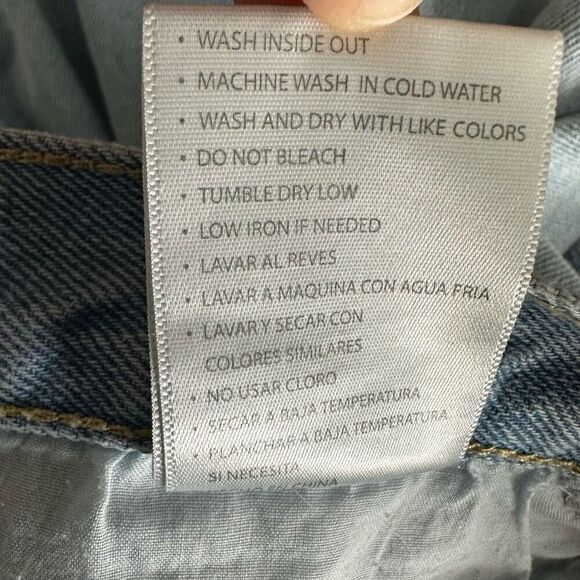 • WASH INSIDE OUT
• MACHINE WASH IN COLD WATER
• WASH AND DRY WITH LIKE COLORS
• DO NOT BLEACH
• TUMBLE DRY LOW
• LOW IRON IF NEEDED
• LAVAR AL REVES
• LAVAR A MAQUINA CON AGUA FRIA
• LAVAR Y SECAR CON
COLORES SIMILARES
• NO USAR CLORO
• SECAR A BAJA TEMPERATURA
• PLANCHAR A BAJA TEMPERATURA
SI NECESITA
CHINA